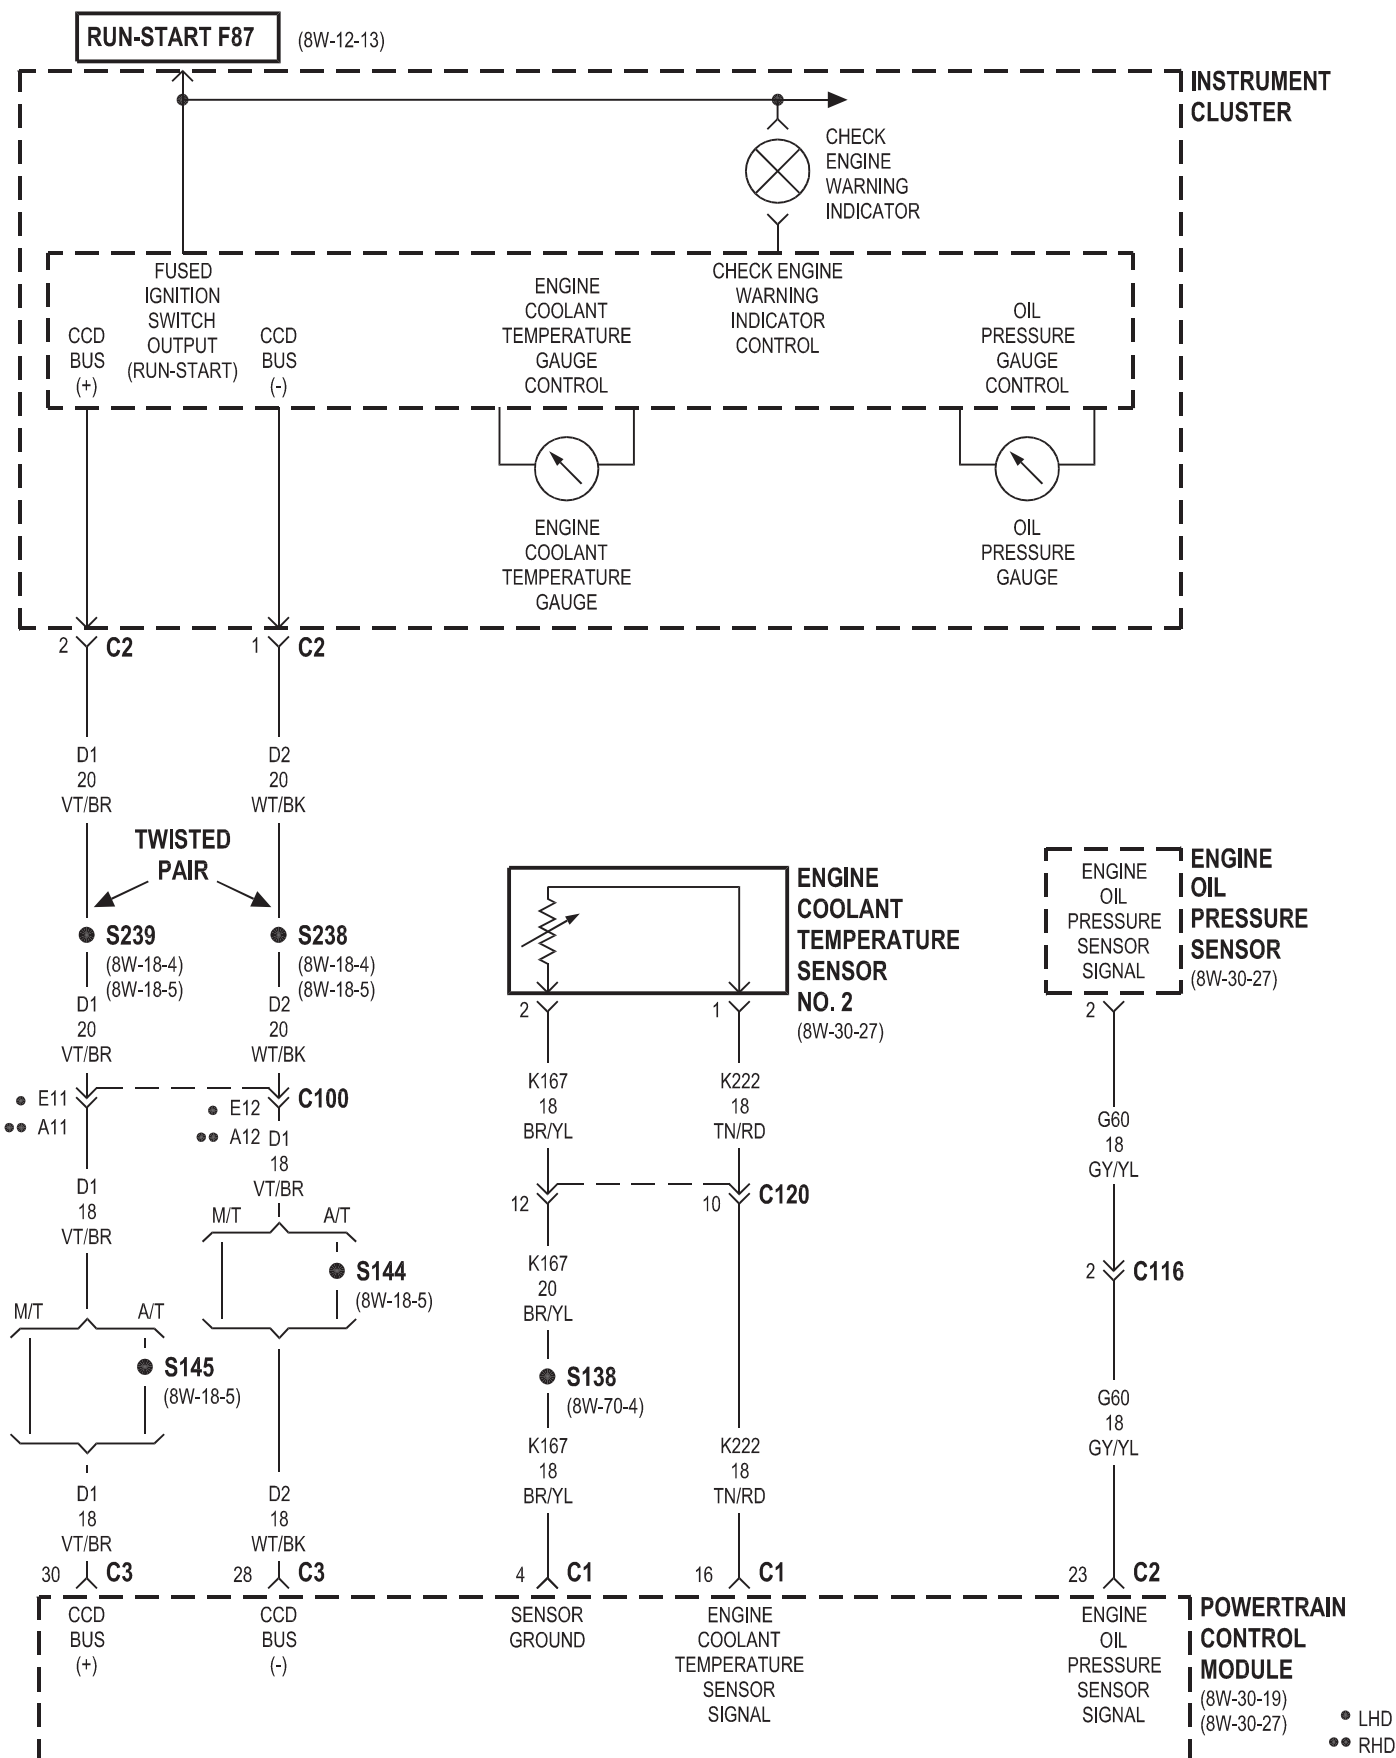 RUN-START F87
(8W-12-13)
INSTRUMENT
CLUSTER
CHECK
ENGINE
WARNING
INDICATOR
CCD
BUS
(+)
FUSED
IGNITION
SWITCH
OUTPUT
(RUN-START)
CCD
BUS
(-)
ENGINE
COOLANT
TEMPERATURE
GAUGE
CONTROL
CHECK ENGINE
WARNING
INDICATOR
CONTROL
OIL
PRESSURE
GAUGE
CONTROL
ENGINE
COOLANT
TEMPERATURE
GAUGE
OIL
PRESSURE
GAUGE
2 C2
1 C2
D1
20
VT/BR
D2
20
WT/BK
TWISTED
PAIR
S239
(8W-18-4)
(8W-18-5)
S238
(8W-18-4)
(8W-18-5)
D1
20
VT/BR
D2
20
WT/BK
E11
A11
E12
A12
C100
D1
18
VT/BR
D1
18
VT/BR
M/T A/T
S144
(8W-18-5)
M/T A/T
S145
(8W-18-5)
D1
18
VT/BR
D2
18
WT/BK
30 C3
28 C3
ENGINE
COOLANT
TEMPERATURE
SENSOR
NO. 2
(8W-30-27)
2
1
K167
18
BR/YL
K222
18
TN/RD
12
10 C120
K167
20
BR/YL
S138
(8W-70-4)
K167
18
BR/YL
K222
18
TN/RD
4 C1
16 C1
ENGINE
OIL
PRESSURE
SENSOR
SIGNAL
ENGINE
OIL
PRESSURE
SENSOR
(8W-30-27)
2
G60
18
GY/YL
2 C116
G60
18
GY/YL
23 C2
CCD
BUS
(+)
CCD
BUS
(-)
SENSOR
GROUND
ENGINE
COOLANT
TEMPERATURE
SENSOR
SIGNAL
ENGINE
OIL
PRESSURE
SENSOR
SIGNAL
POWERTRAIN
CONTROL
MODULE
(8W-30-19)
(8W-30-27)
LHD
RHD